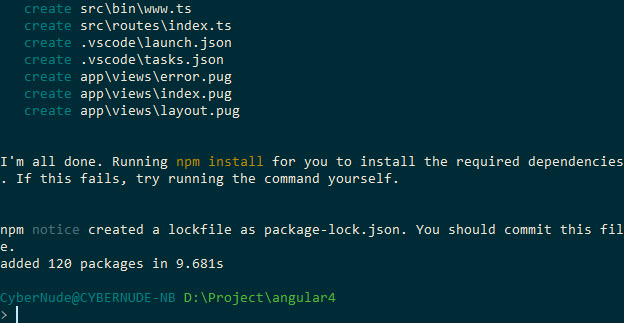 create src\bin\www.ts
create src\routes\index.ts
create .vscode\launch.json
create .vscode\tasks.json
create app\views\error.pug
create app\views\index.pug
create app\views\layout.pug
I'm all done. Running npm install for you to install the required dependencies
. If this fails, try running the command yourself.
npm notice created a lockfile as package-lock.json. You should commit this fil
e.
added 120 packages in 9.681s
CyberNude@CYBERNUDE-NB D:\Project\angular4
>